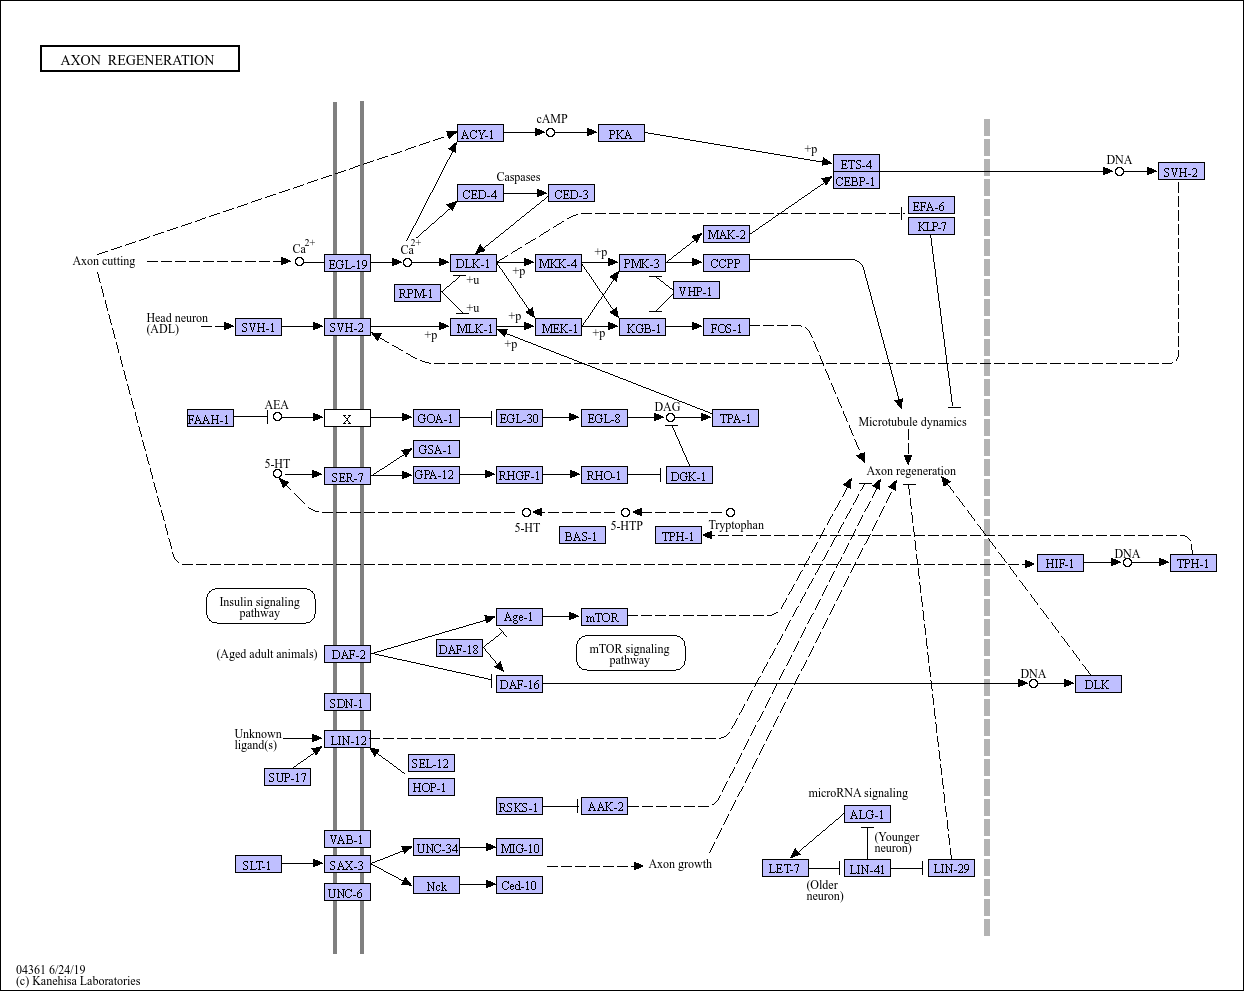 AXON REGENERATION
cAMP
ACY-1
PKA
+p
ETS-4
DNA
SVH-2
CEBP-1
Caspases
CED-4
CED-3
EFA-6
KLP-7
MAK-2
Ca2+
Ca2+
Axon cutting
EGL-19
DLK-1
+p
MKK-4
+p
PMK-3
CCPP
+u
RPM-1
VHP-1
+u
Head neuron
(ADL)
SVH-1
SVH-2
+p
MLK-1
+p
+p
MEK-1
+p
KGB-1
FOS-1
AEA
DAG
FAAH-1
X
GOA-1
EGL-30
EGL-8
TPA-1
Microtubule dynamics
GSA-1
5-HT
SER-7
GPA-12
RHGF-1
RHO-1
DGK-1
Axon regeneration
5-HT
5-HTP
Tryptophan
BAS-1
TPH-1
DNA
HIF-1
TPH-1
Insulin signaling
pathway
Age-1
mTOR
DAF-18
mTOR signaling
pathway
(Aged adult animals)
DAF-2
DAF-16
DNA
DLK
SDN-1
Unknown
ligand(s)
LIN-12
SUP-17
SEL-12
HOP-1
RSKS-1
AAK-2
microRNA signaling
ALG-1
(Younger
neuron)
VAB-1
UNC-34
MIG-10
SLT-1
SAX-3
Axon growth
LET-7
LIN-41
LIN-29
(Older
neuron)
Nck
Ced-10
UNC-6
04361 6/24/19
(c) Kanehisa Laboratories